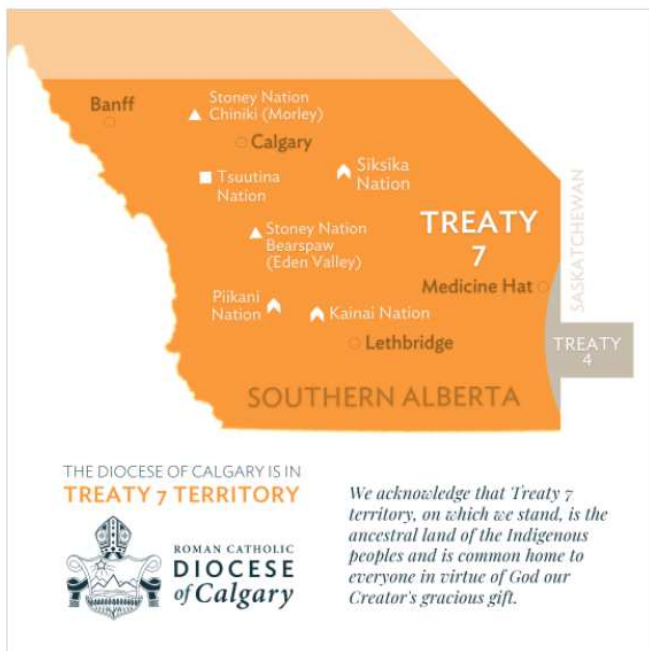 Banff
Stoney Nation
Chiniki (Morley)
Calgary
Tsuutina
Nation
Siksika
Nation
Stoney Nation
Bearspaw
(Eden Valley)
TREATY
7
SASKATCHEWAN
Medicine Hat
Piikani
Nation
Kainai Nation
Lethbridge
TREATY
4
SOUTHERN ALBERTA
THE DIOCESE OF CALGARY IS IN
TREATY 7 TERRITORY
ROMAN CATHOLIC
DIOCESE
of Calgary
We acknowledge that Treaty 7
territory, on which we stand, is the
ancestral land of the Indigenous
peoples and is common home to
everyone in virtue of God our
Creator's gracious gift.